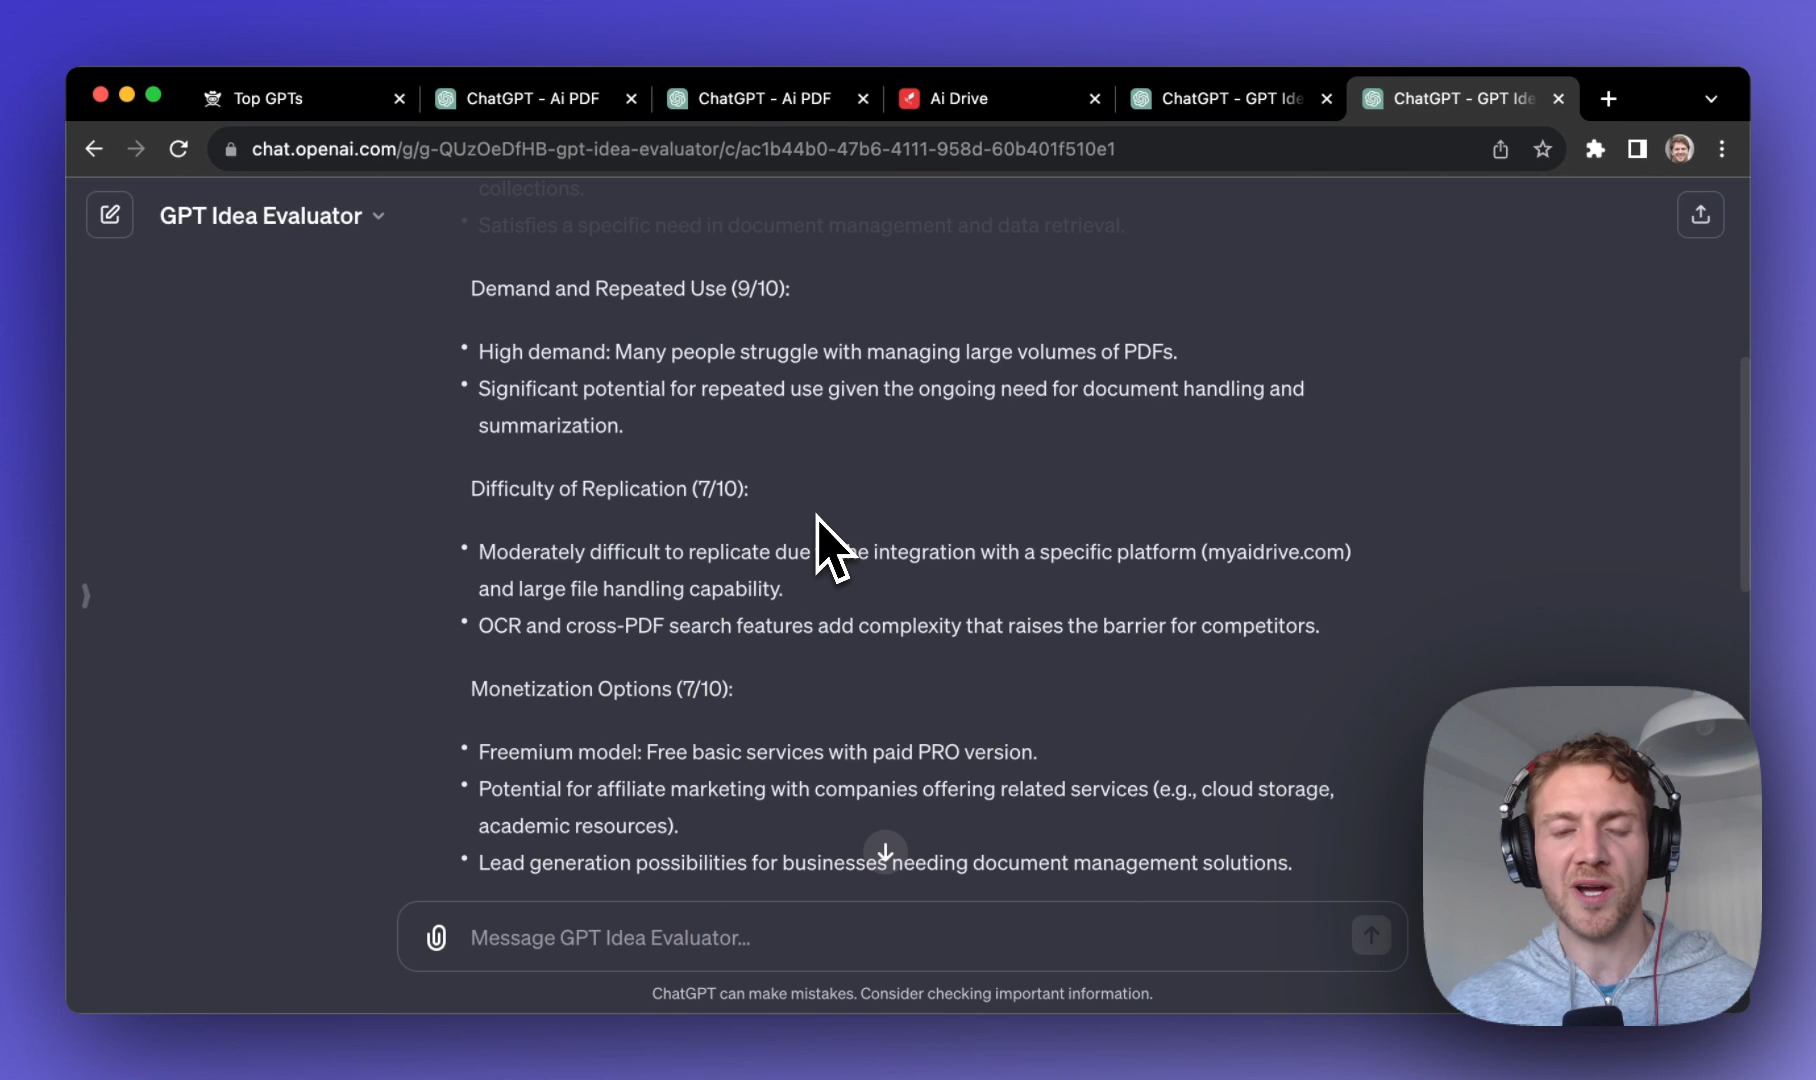 Top GPTs
ChatGPT - Ai PDF
ChatGPT - Ai PDF
Ai Drive
ChatGPT - GPT Ide
ChatGPT - GPT Ide
chat.openai.com/g/g-QUzOeDfHB-gpt-idea-evaluator/c/ac1b44b0-47b6-4111-958d-60b401f510e1
collections.
GPT Idea Evaluator
• Satisfies a specific need in document management and data retrieval.
Demand and Repeated Use (9/10):
• High demand: Many people struggle with managing large volumes of PDFs.
• Significant potential for repeated use given the ongoing need for document handling and
summarization.
Difficulty of Replication (7/10):
• Moderately difficult to replicate due he integration with a specific platform (myaidrive.com)
and large file handling capability.
• OCR and cross-PDF search features add complexity that raises the barrier for competitors.
Monetization Options (7/10):
• Freemium model: Free basic services with paid PRO version.
• Potential for affiliate marketing with companies offering related services (e.g., cloud storage,
academic resources).
• Lead generation possibilities for businesses needing document management solutions.
Message GPT Idea Evaluator...
ChatGPT can make mistakes. Consider checking important information.